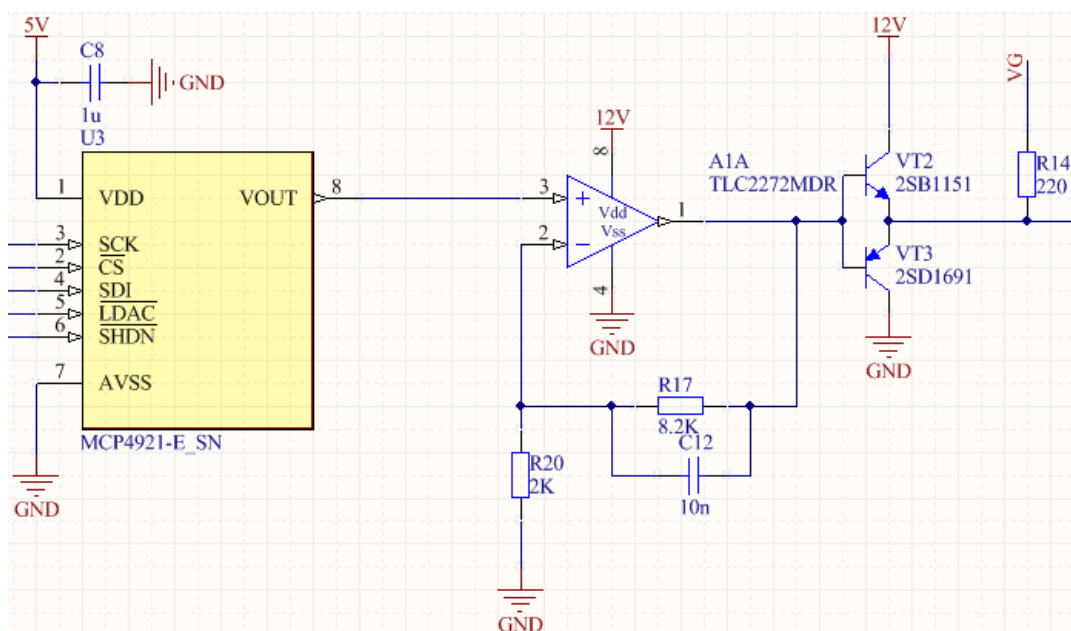 5V
C8
GND
1u
U3
1
VDD
VOUT
8
3
SCK
2
CS
4
SDI
5
LDAC
6
SHDN
7
AVSS
MCP4921-E_SN
GND
12V
8
3
+
Vdd
Vss
2
−
1
4
GND
A1A
TLC2272MDR
R17
8.2K
C12
10n
R20
2K
GND
12V
VT2
2SB1151
VT3
2SD1691
GND
VG
R14
220